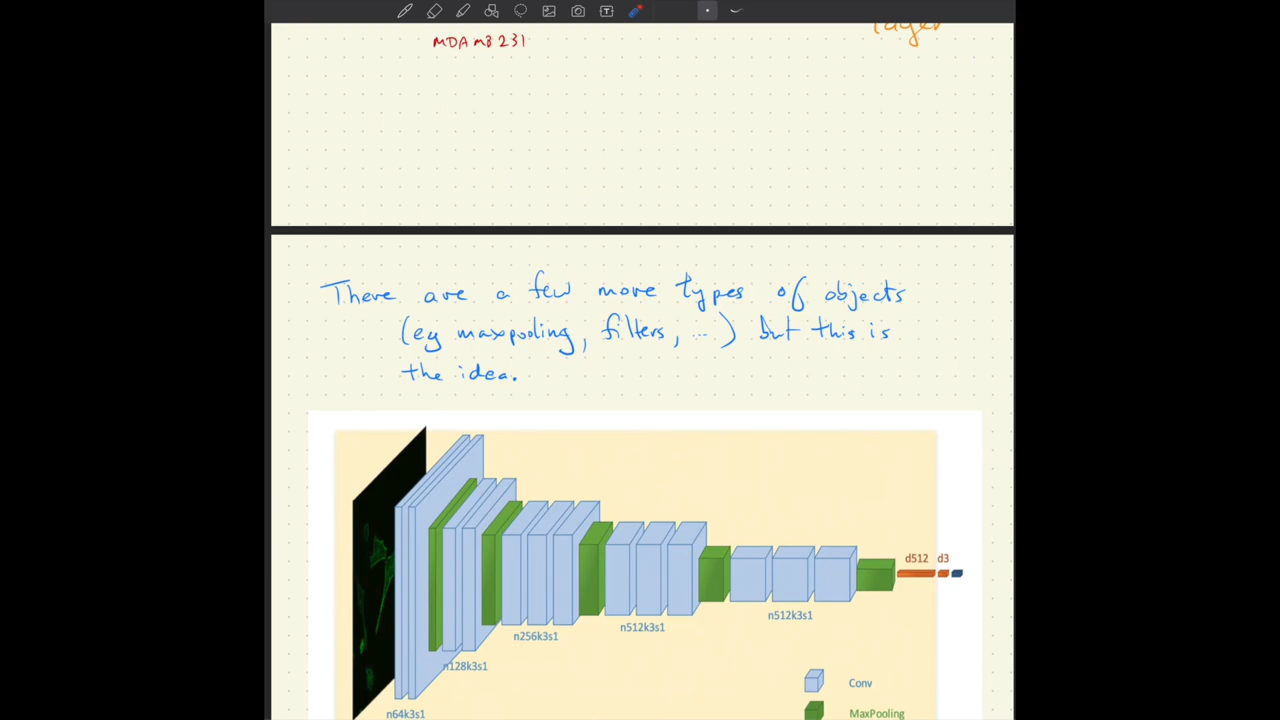 layer
MDA MB 231
There are a few more types of objects
(eg maxpooling, filters, ...) but this is
the idea.
d512 d3
n512k3s1
n512k3s1
n256k3s1
n128k3s1
n64k3s1
Conv
MaxPooling